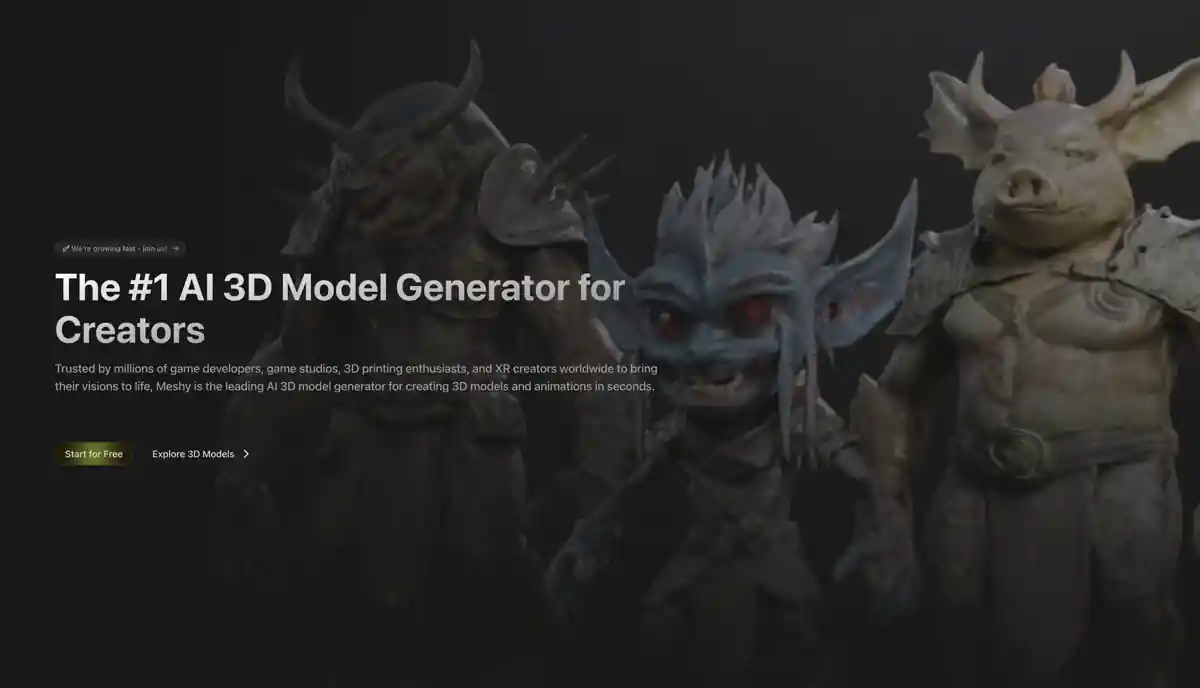 We're growing fast - join us! →
The #1 AI 3D Model Generator for
Creators
Trusted by millions of game developers, game studios, 3D printing enthusiasts, and XR creators worldwide to bring
their visions to life, Meshy is the leading AI 3D model generator for creating 3D models and animations in seconds.
Start for Free
Explore 3D Models